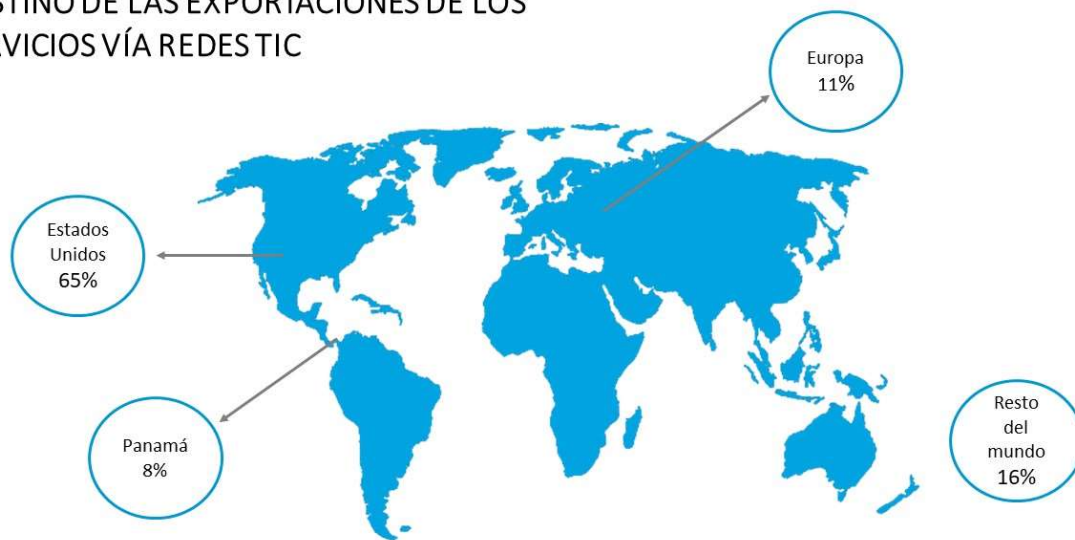 STINO DE LAS EXPORTACIONES DE LOS
VICIOS VÍA REDES TIC
Europa
11%
Estados
Unidos
65%
Panamá
8%
Resto
del
mundo
16%